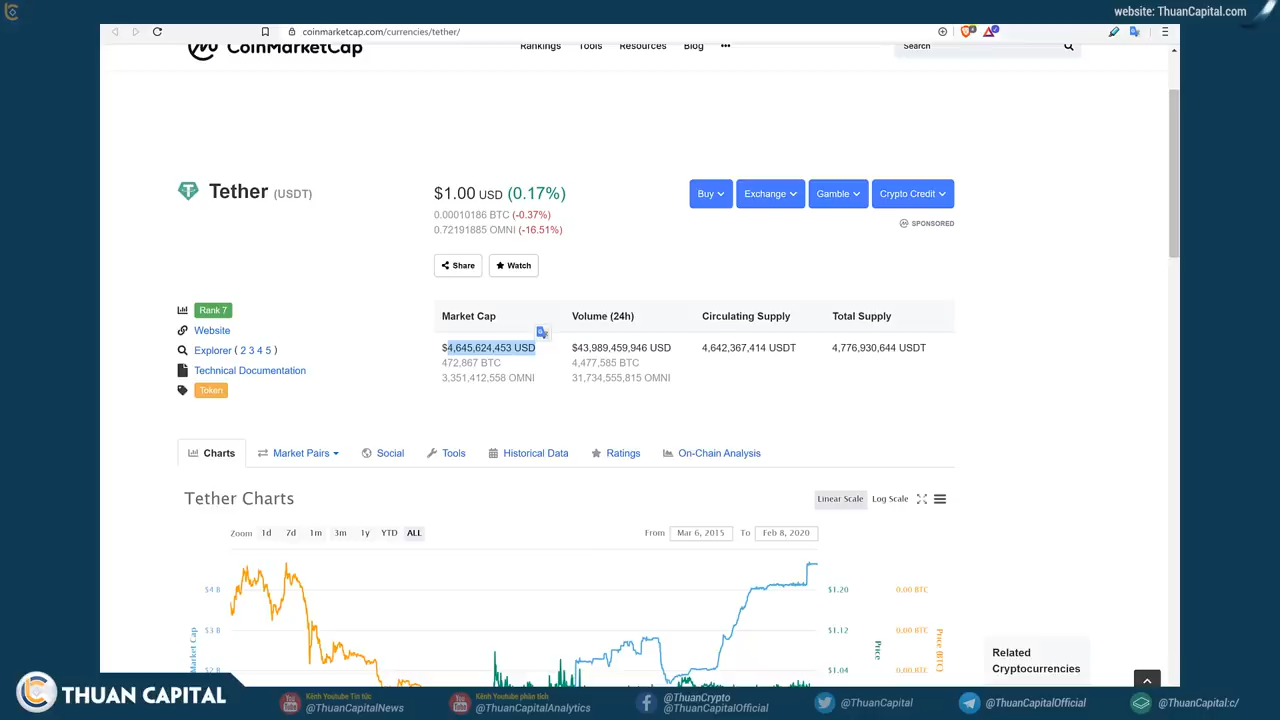 website: ThuanCapital.com
coinmarketcap.com/currencies/tether/
CoinMarketCap
Rankings Tools Resources Blog
Search
Tether (USDT)
$1.00 USD (0.17%)
0.00010186 BTC (-0.37%)
0.72191885 OMNI (-16.51%)
Buy Exchange Gamble Crypto Credit
SPONSORED
Share Watch
Rank 7
Website
Explorer ( 2 3 4 5 )
Technical Documentation
Token
Market Cap Volume (24h) Circulating Supply Total Supply
$4,645,624,453 USD $43,989,459,946 USD 4,642,367,414 USDT 4,776,930,644 USDT
472,867 BTC 4,477,585 BTC
3,351,412,558 OMNI 31,734,555,815 OMNI
Charts Market Pairs Social Tools Historical Data Ratings On-Chain Analysis
Tether Charts
Linear Scale Log Scale
Zoom 1d 7d 1m 3m 1y YTD ALL From Mar 6, 2015 To Feb 8, 2020
$4 B $1.20 0.00 BTC
$3 B $1.12 0.00 BTC
$2 B $1.04 0.00 BTC
Market Cap
Price
Price (BTC)
Related
Cryptocurrencies
THUAN CAPITAL
Kênh Youtube Tin tức
@ThuanCapitalNews
Kênh Youtube phân tích
@ThuanCapitalAnalytics
@ThuanCrypto
@ThuanCapitalOfficial
@ThuanCapital
@ThuanCapitalOfficial
@ThuanCapital:c/